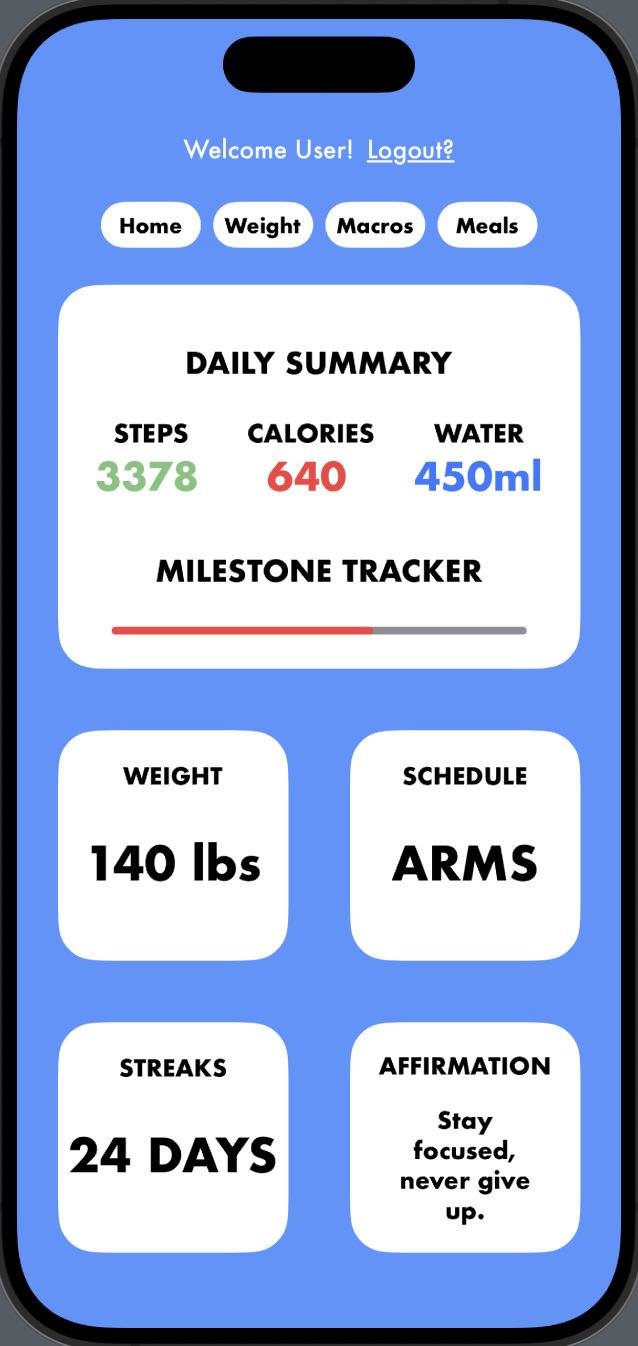 Welcome User! Logout?
Home Weight Macros Meals
DAILY SUMMARY
STEPS CALORIES WATER
3378 640 450ml
MILESTONE TRACKER
WEIGHT SCHEDULE
140 lbs ARMS
STREAKS AFFIRMATION
24 DAYS
Stay
focused,
never give
up.